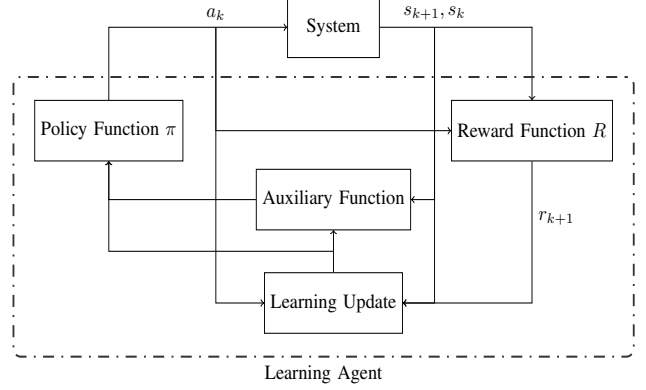 a_k
System
s_{k+1}, s_k
Policy Function π
Reward Function R
Auxiliary Function
r_{k+1}
Learning Update
Learning Agent